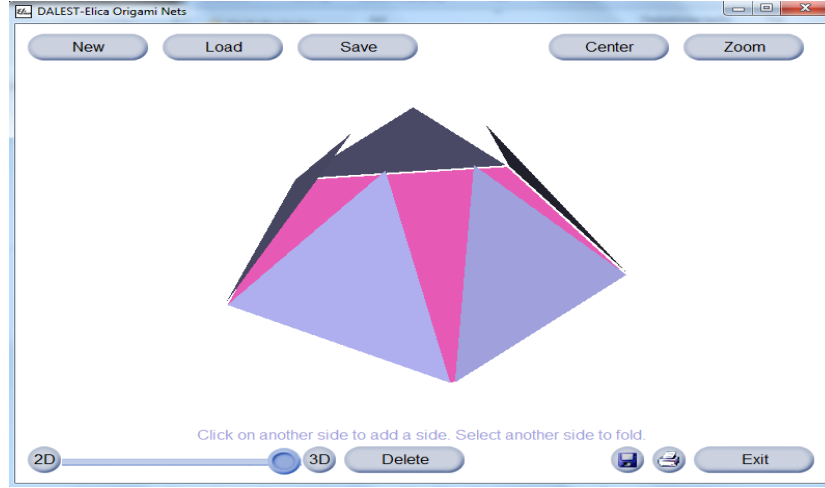 DALEST-Elica Origami Nets
New Load Save Center Zoom
Click on another side to add a side. Select another side to fold.
2D 3D Delete Exit